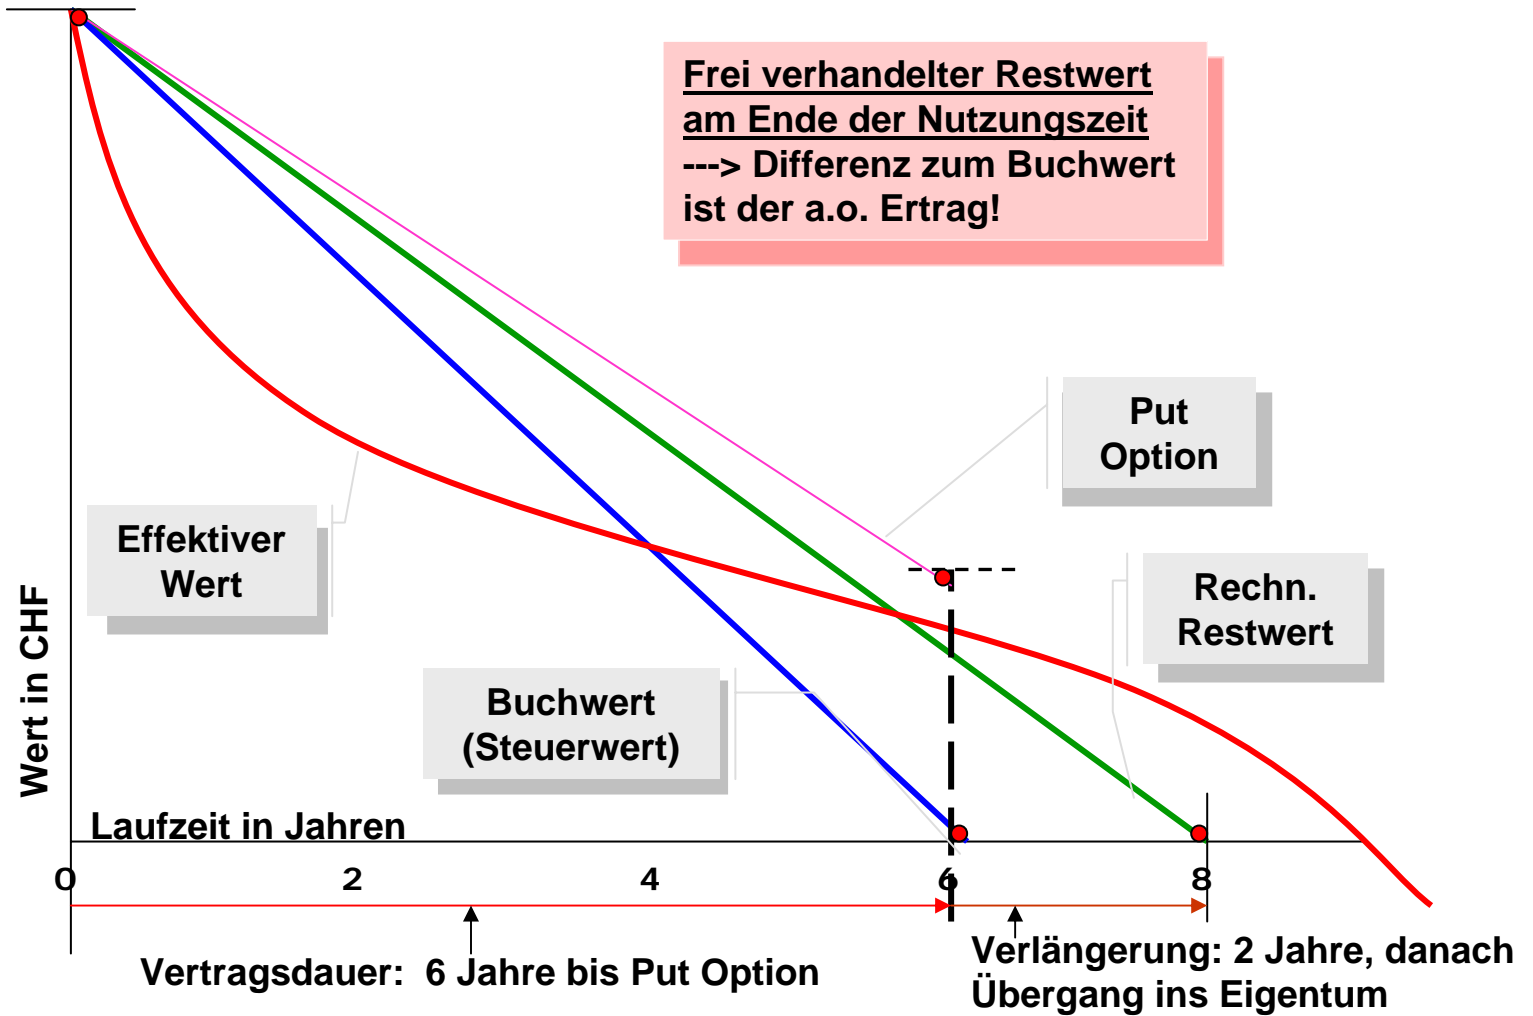 Frei verhandelter Restwert
am Ende der Nutzungszeit
---> Differenz zum Buchwert
ist der a.o. Ertrag!
Put
Option
Effektiver
Wert
Rechn.
Restwert
Buchwert
(Steuerwert)
Wert in CHF
Laufzeit in Jahren
0 2 4 6 8
Vertragsdauer: 6 Jahre bis Put Option
Verlängerung: 2 Jahre, danach
Übergang ins Eigentum